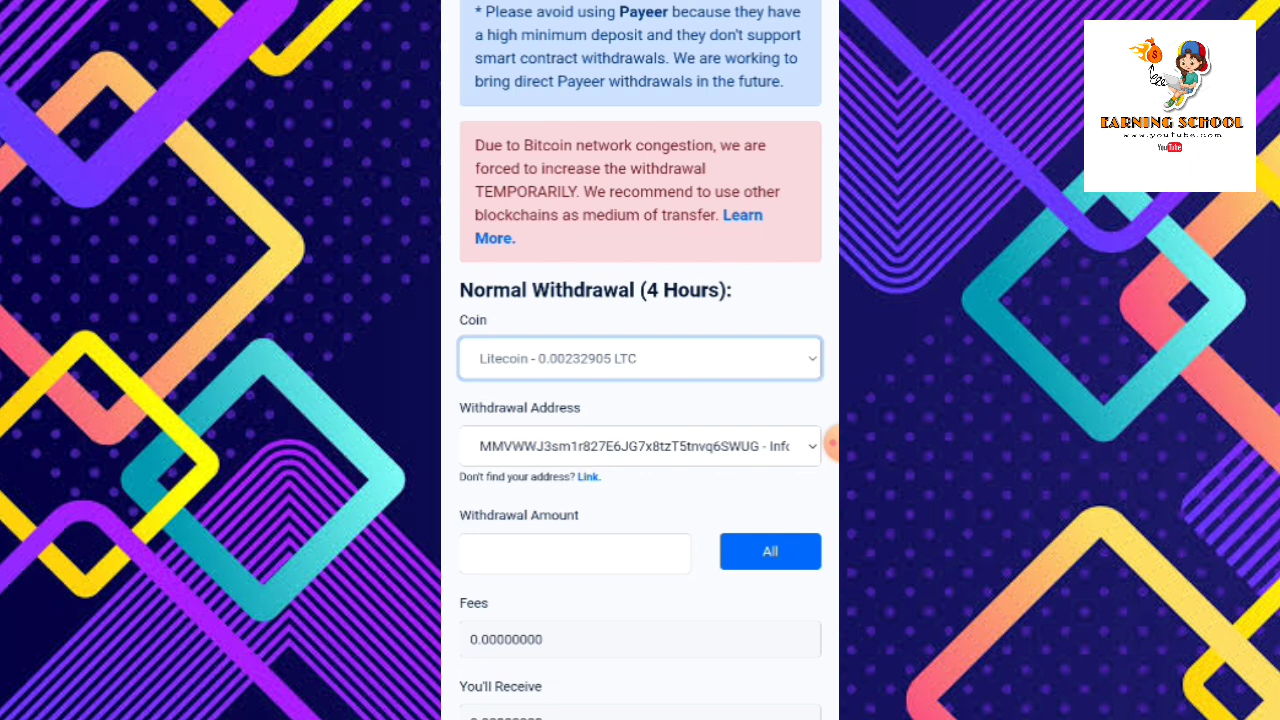 * Please avoid using Payeer because they have
a high minimum deposit and they don't support
smart contract withdrawals. We are working to
bring direct Payeer withdrawals in the future.
Due to Bitcoin network congestion, we are
forced to increase the withdrawal
TEMPORARILY. We recommend to use other
blockchains as medium of transfer. Learn
More.
Normal Withdrawal (4 Hours):
Coin
Litecoin - 0.00232905 LTC
Withdrawal Address
MMVWWJ3sm1r827E6JG7x8tzT5tnvq6SWUG - Info
Don't find your address? Link.
Withdrawal Amount
All
Fees
0.00000000
You'll Receive
EARNING SCHOOL
www.youtube.com
YouTube